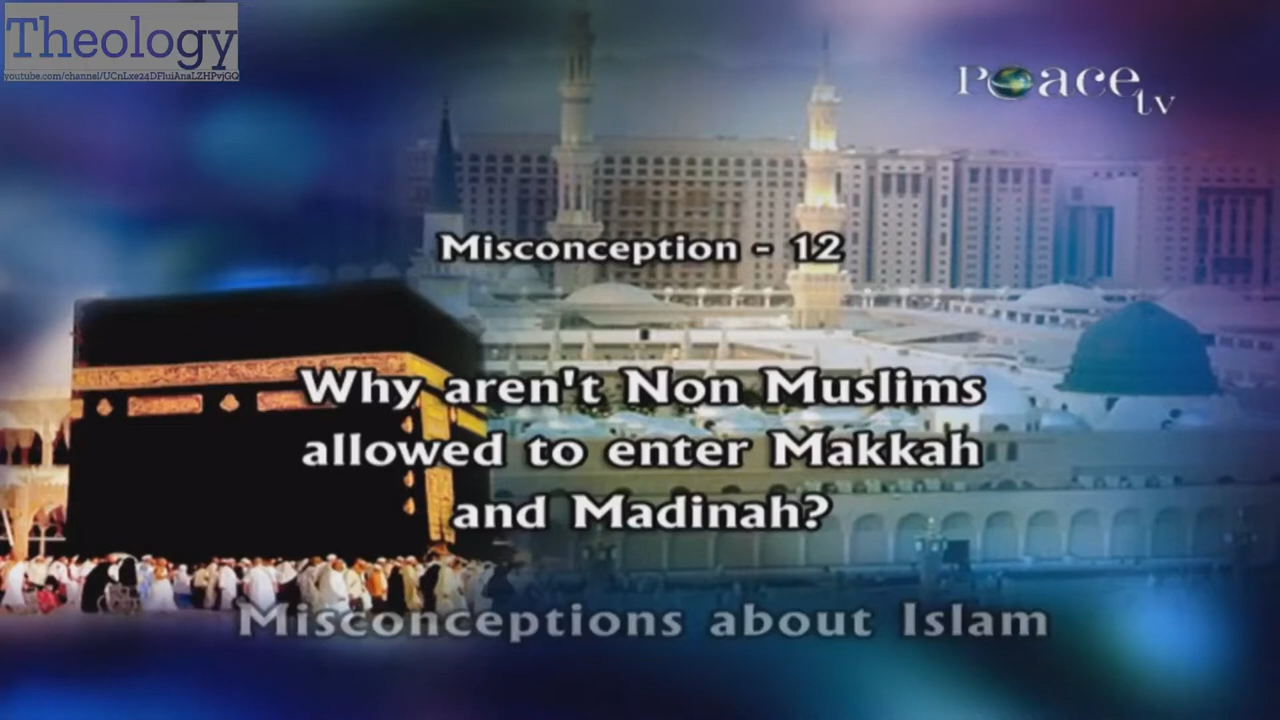 Theology
youtube.com/channel/UCnLxe24DFluiAnaLZHPvjGQ
Peace
tv
Misconception - 12
Why aren't Non Muslims
allowed to enter Makkah
and Madinah?
Misconceptions about Islam